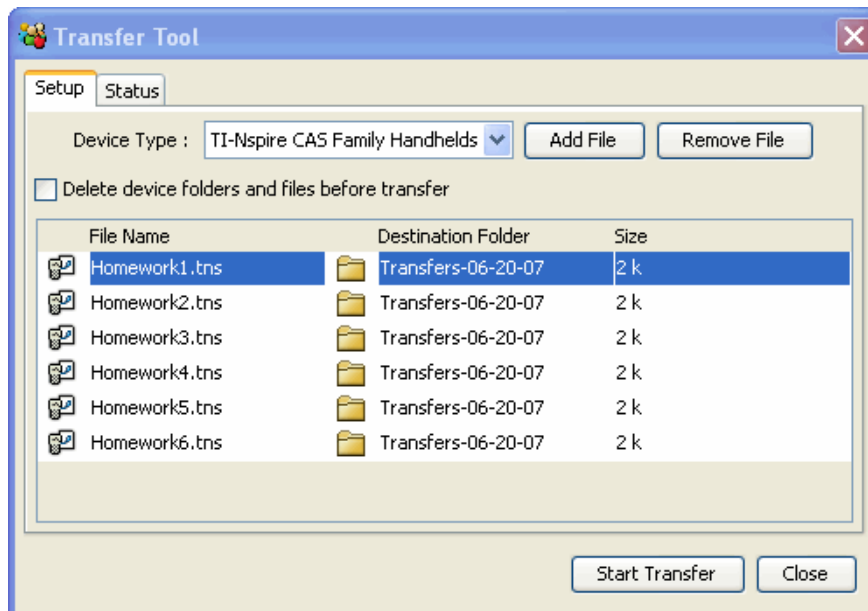 Transfer Tool
Setup Status
Device Type : TI-Nspire CAS Family Handhelds Add File Remove File
Delete device folders and files before transfer
File Name Destination Folder Size
Homework1.tns Transfers-06-20-07 2 k
Homework2.tns Transfers-06-20-07 2 k
Homework3.tns Transfers-06-20-07 2 k
Homework4.tns Transfers-06-20-07 2 k
Homework5.tns Transfers-06-20-07 2 k
Homework6.tns Transfers-06-20-07 2 k
Start Transfer Close